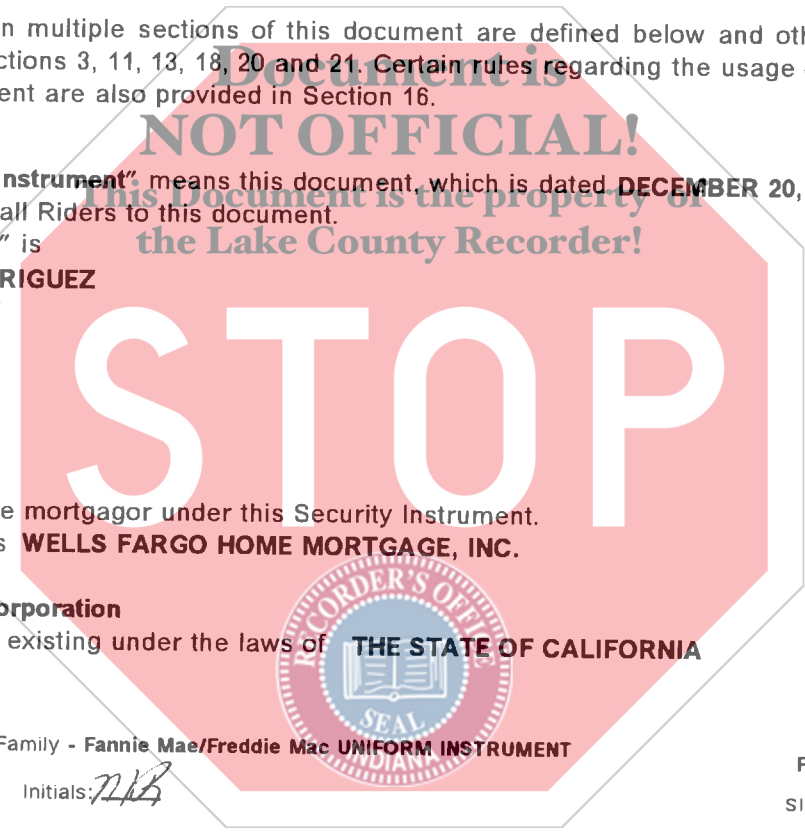 n multiple sections of this document are defined below and oth
ctions 3, 11, 13, 18, 20 and 21. Certain rules regarding the usage
ent are also provided in Section 16.
Document is
NOT OFFICIAL!
This Document is the property of
the Lake County Recorder!
nstrument" means this document, which is dated DECEMBER 20,
all Riders to this document.
" is
RIGUEZ
STOP
e mortgagor under this Security Instrument.
s WELLS FARGO HOME MORTGAGE, INC.
orporation
existing under the laws of THE STATE OF CALIFORNIA
RECORDER'S OFFICE
SEAL
INDIANA
Family - Fannie Mae/Freddie Mac UNIFORM INSTRUMENT
Initials:
F
SI